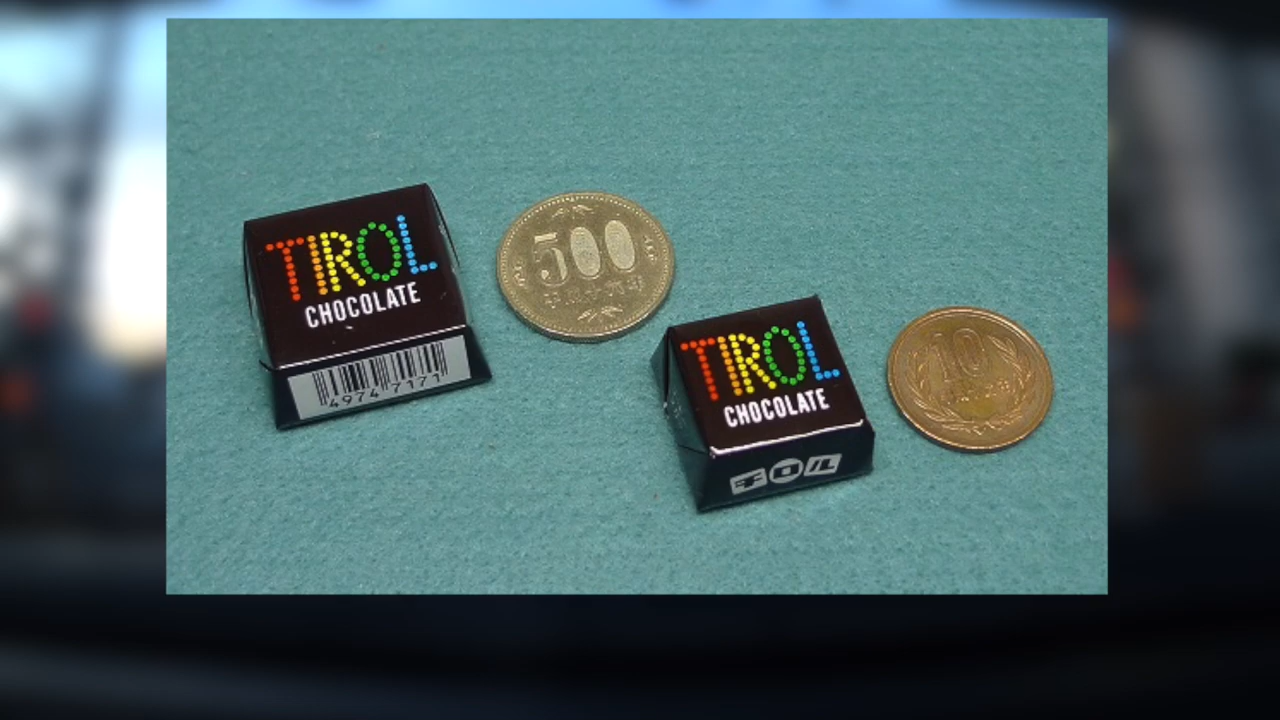 TIROL
CHOCOLATE
4974 7171
500
TIROL
CHOCOLATE
チロル
10